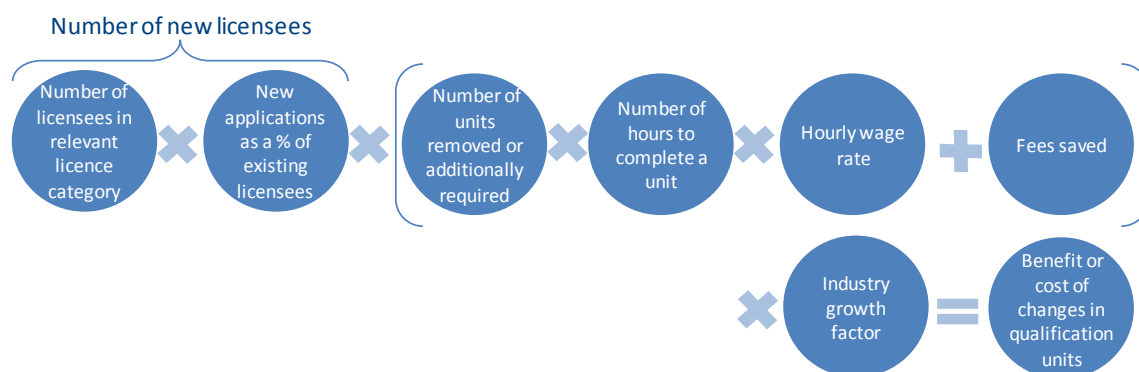 Number of new licensees
Number of
licensees in
relevant
licence
category
New
applications
as a % of
existing
licensees
Number of
units
removed or
additionally
required
Number of
hours to
complete a
unit
Hourly wage
rate
Fees saved
Industry
growth
factor
Benefit or
cost of
changes in
qualification
units